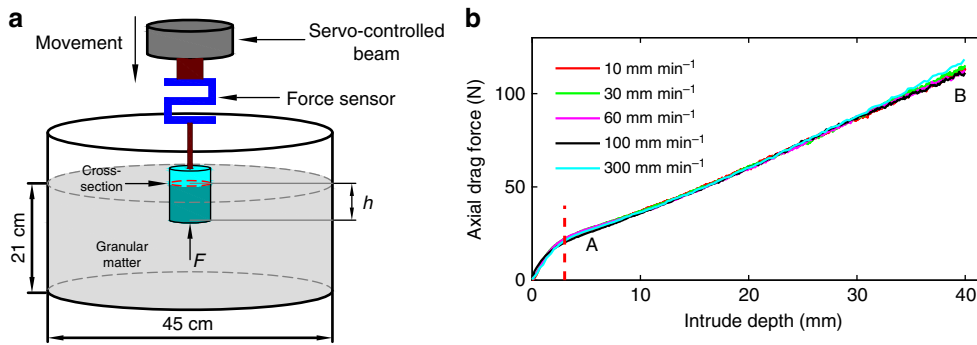 a
Movement
Servo-controlled
beam
Force sensor
Cross-
section
h
21 cm
Granular
matter
F
45 cm
b
Axial drag force (N)
100
50
0
10 mm min⁻¹
30 mm min⁻¹
60 mm min⁻¹
100 mm min⁻¹
300 mm min⁻¹
A
B
0 10 20 30 40
Intrude depth (mm)